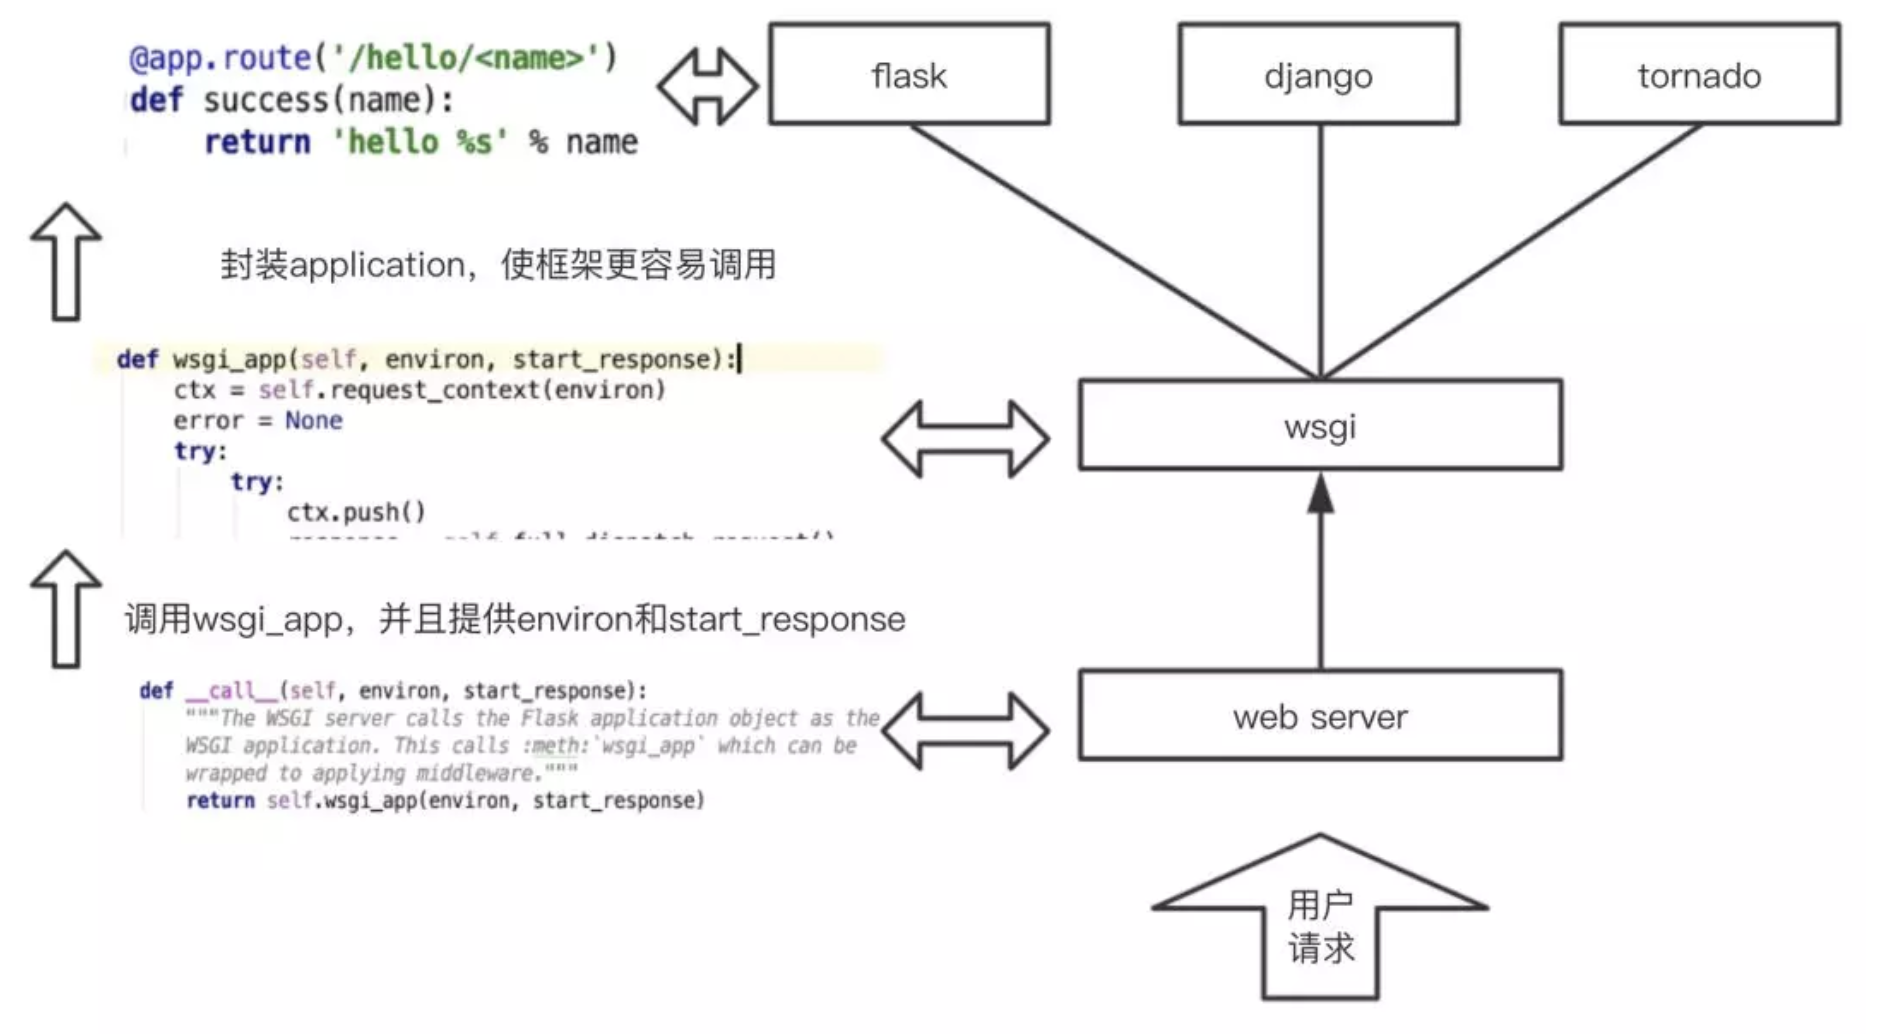 @app.route('/hello/<name>')
def success(name):
return 'hello %s' % name
flask
django
tornado
封装application，使框架更容易调用
def wsgi_app(self, environ, start_response):
ctx = self.request_context(environ)
error = None
try:
try:
ctx.push()
wsgi
调用wsgi_app，并且提供environ和start_response
def __call__(self, environ, start_response):
"""The WSGI server calls the Flask application object as the
WSGI application. This calls :meth:`wsgi_app` which can be
wrapped to applying middleware."""
return self.wsgi_app(environ, start_response)
web server
用户
请求